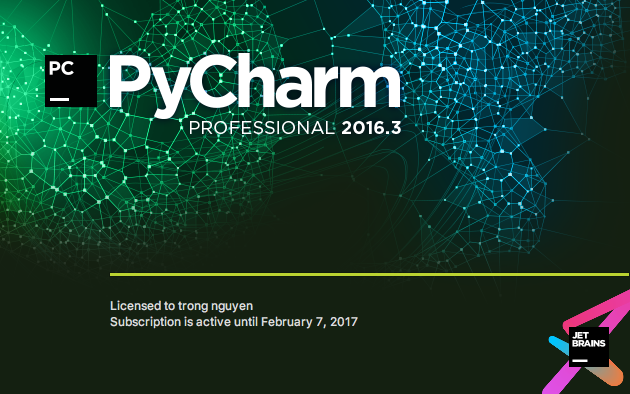 PC
PyCharm
PROFESSIONAL 2016.3
Licensed to trong nguyen
Subscription is active until February 7, 2017
JET
BRAINS